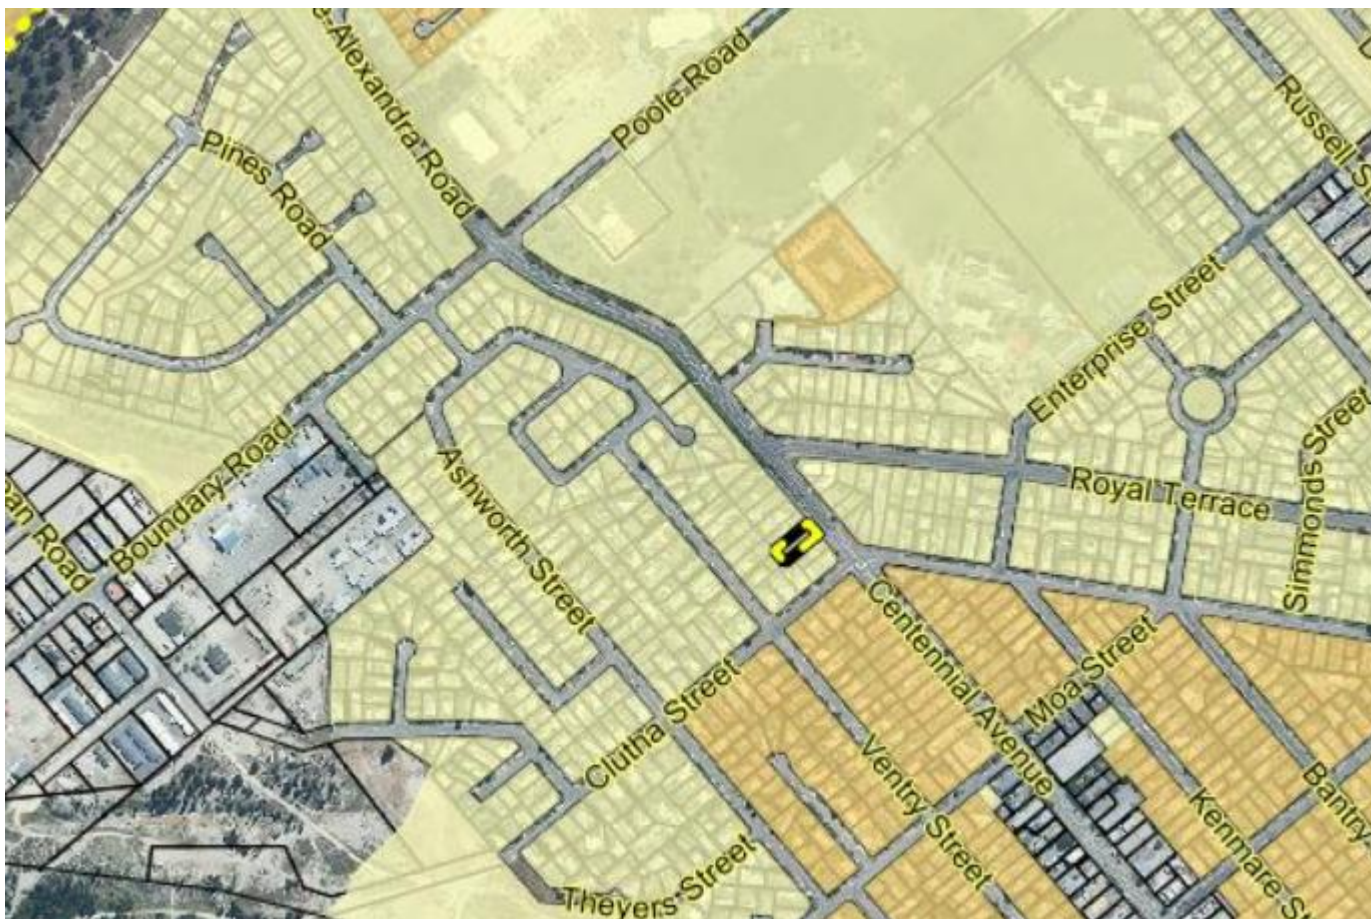 e-Alexandra Road
Poole Road
Russell S
Pines Road
Enterprise Street
Boundary Road
an Road
Ashworth Street
Royal Terrace
Simmonds Street
Centennial Avenue
Moa Street
Clutha Street
Ventry Street
Kenmare S
Bantry
Theyers Street